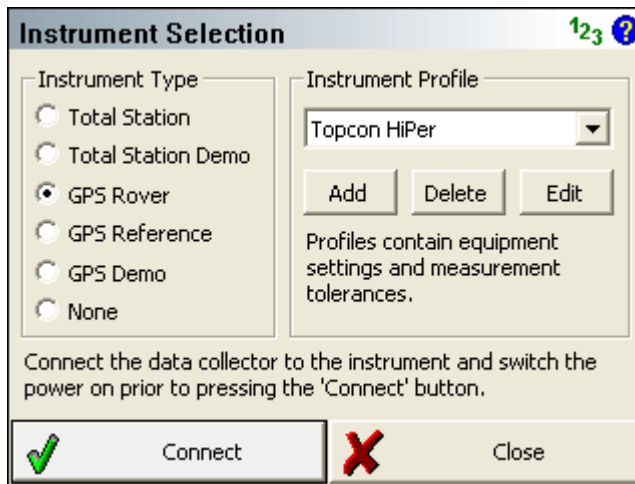 Instrument Selection
123 ?
Instrument Type
Total Station
Total Station Demo
GPS Rover
GPS Reference
GPS Demo
None
Instrument Profile
Topcon HiPer
Add Delete Edit
Profiles contain equipment
settings and measurement
tolerances.
Connect the data collector to the instrument and switch the
power on prior to pressing the 'Connect' button.
Connect Close